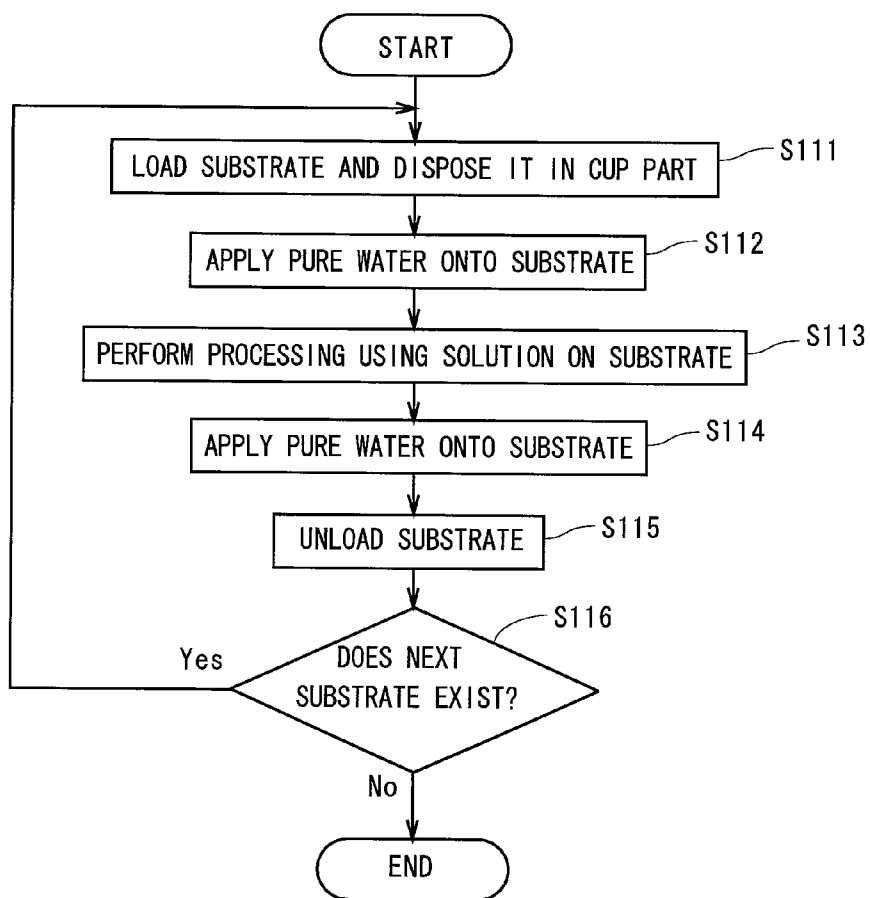 START
LOAD SUBSTRATE AND DISPOSE IT IN CUP PART
S111
APPLY PURE WATER ONTO SUBSTRATE
S112
PERFORM PROCESSING USING SOLUTION ON SUBSTRATE
S113
APPLY PURE WATER ONTO SUBSTRATE
S114
UNLOAD SUBSTRATE
S115
S116
Yes
DOES NEXT
SUBSTRATE EXIST?
No
END